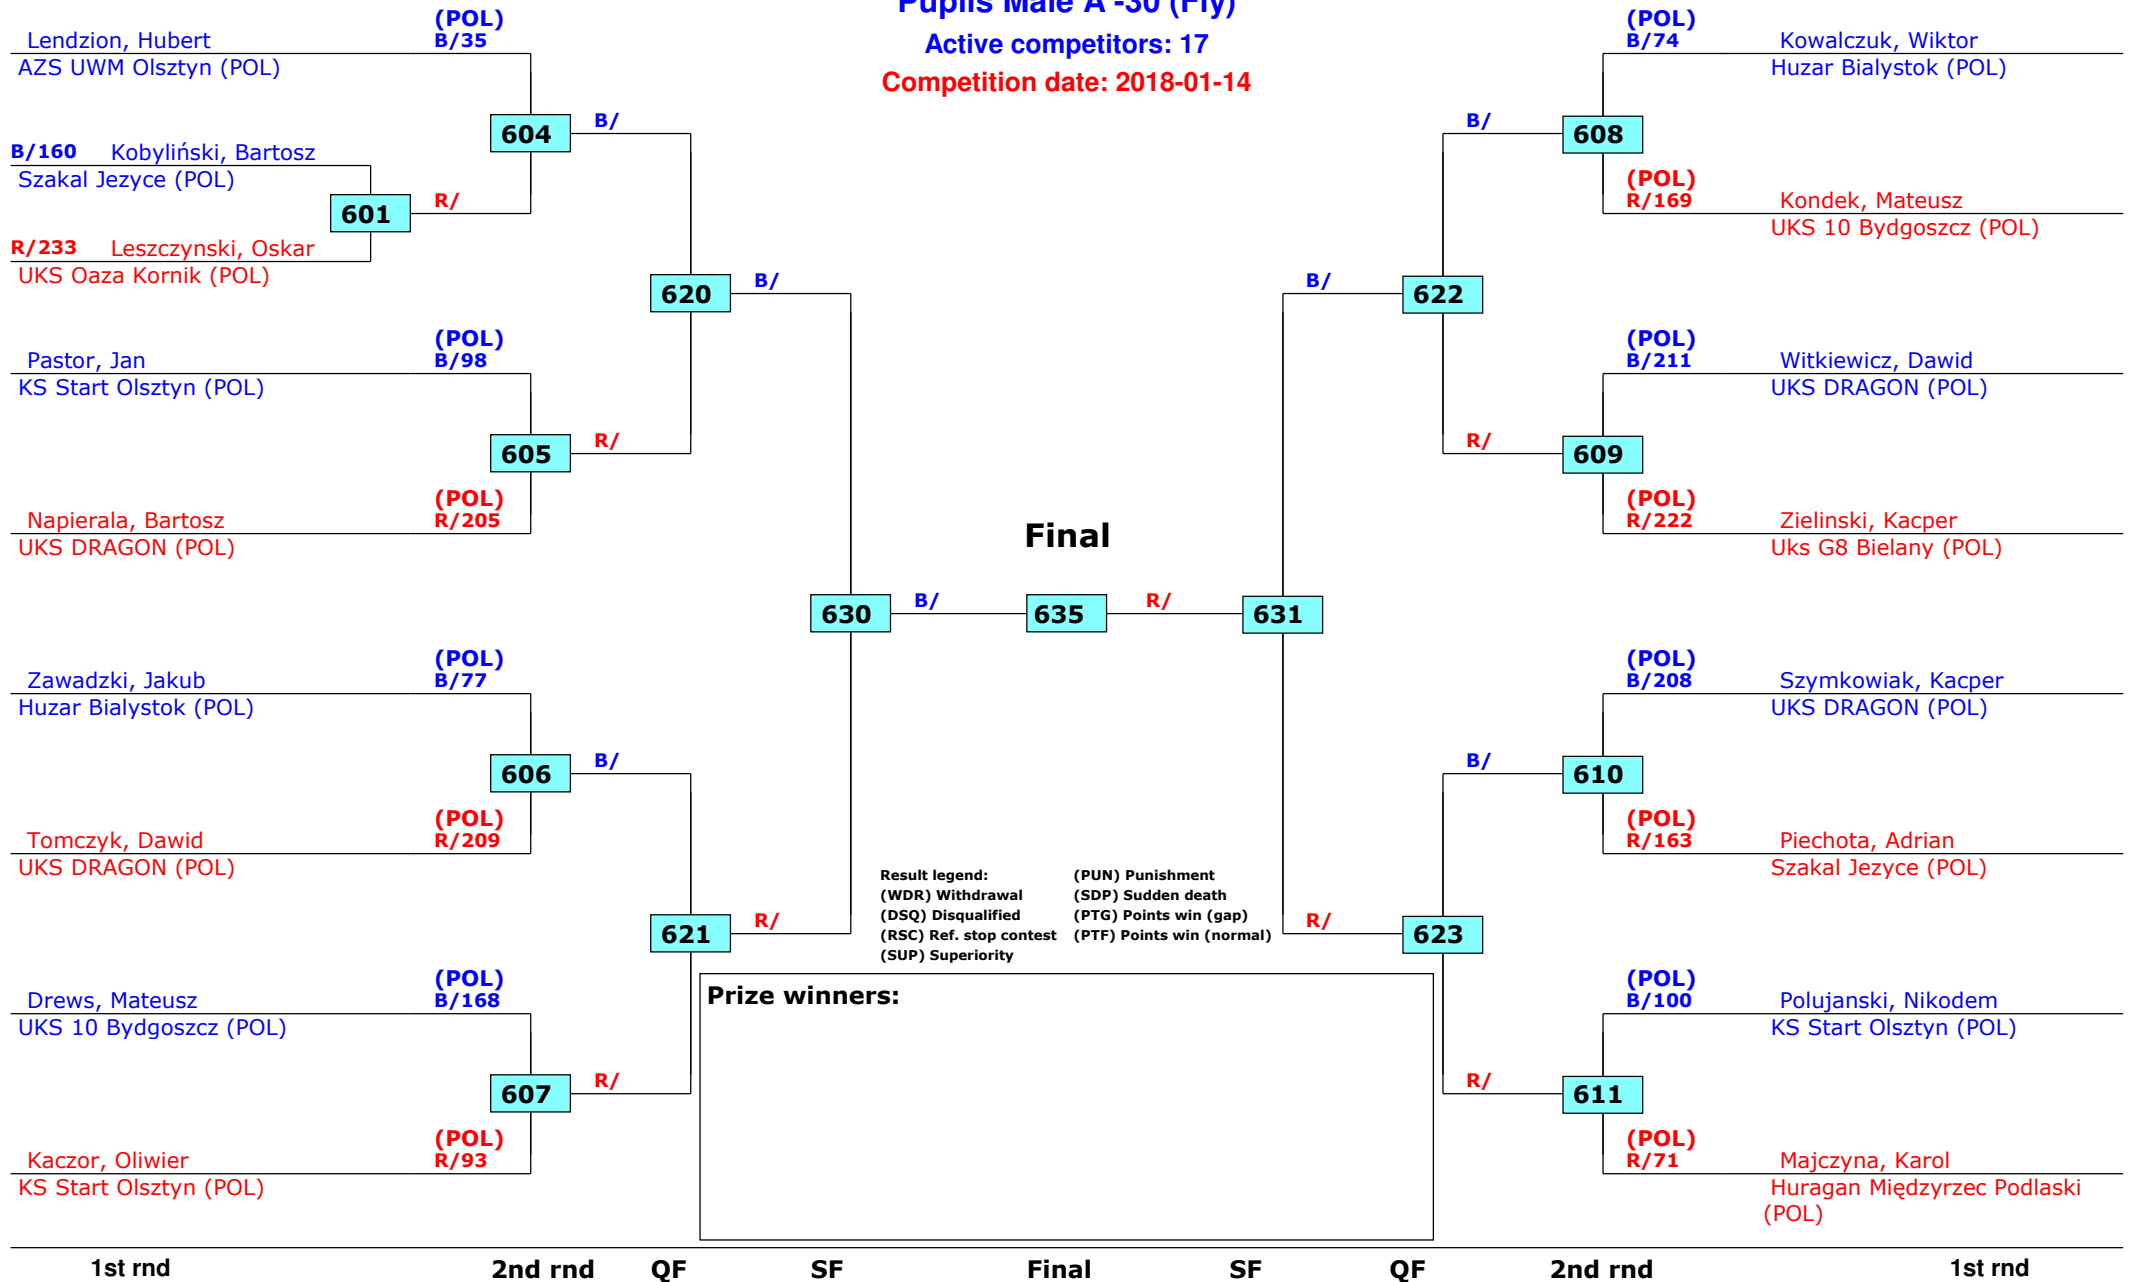 Pupils Male A -30 (Fly)
Active competitors: 17
Competition date: 2018-01-14
(POL)
Lendzion, Hubert B/35
AZS UWM Olsztyn (POL)
604
B/
B/160 Kobyliński, Bartosz
Szakal Jezyce (POL)
601
R/
R/233 Leszczynski, Oskar
UKS Oaza Kornik (POL)
620
B/
(POL)
Pastor, Jan B/98
KS Start Olsztyn (POL)
605
R/
(POL)
Napierala, Bartosz R/205
UKS DRAGON (POL)
(POL)
Zawadzki, Jakub B/77
Huzar Bialystok (POL)
606
B/
(POL)
Tomczyk, Dawid R/209
UKS DRAGON (POL)
621
R/
(POL)
Drews, Mateusz B/168
UKS 10 Bydgoszcz (POL)
607
R/
(POL)
Kaczor, Oliwier R/93
KS Start Olsztyn (POL)
Final
630 B/ 635 R/ 631
(POL)
B/74 Kowalczuk, Wiktor
Huzar Bialystok (POL)
B/
608
(POL)
R/169 Kondek, Mateusz
UKS 10 Bydgoszcz (POL)
B/
622
(POL)
B/211 Witkiewicz, Dawid
UKS DRAGON (POL)
R/
609
(POL)
R/222 Zielinski, Kacper
Uks G8 Bielany (POL)
(POL)
B/208 Szymkowiak, Kacper
UKS DRAGON (POL)
B/
610
(POL)
R/163 Piechota, Adrian
Szakal Jezyce (POL)
R/
623
(POL)
B/100 Polujanski, Nikodem
KS Start Olsztyn (POL)
R/
611
(POL)
R/71 Majczyna, Karol
Huragan Międzyrzec Podlaski
(POL)
Result legend: (PUN) Punishment
(WDR) Withdrawal (SDP) Sudden death
(DSQ) Disqualified (PTG) Points win (gap)
(RSC) Ref. stop contest (PTF) Points win (normal)
(SUP) Superiority
Prize winners:
1st rnd 2nd rnd QF SF Final SF QF 2nd rnd 1st rnd